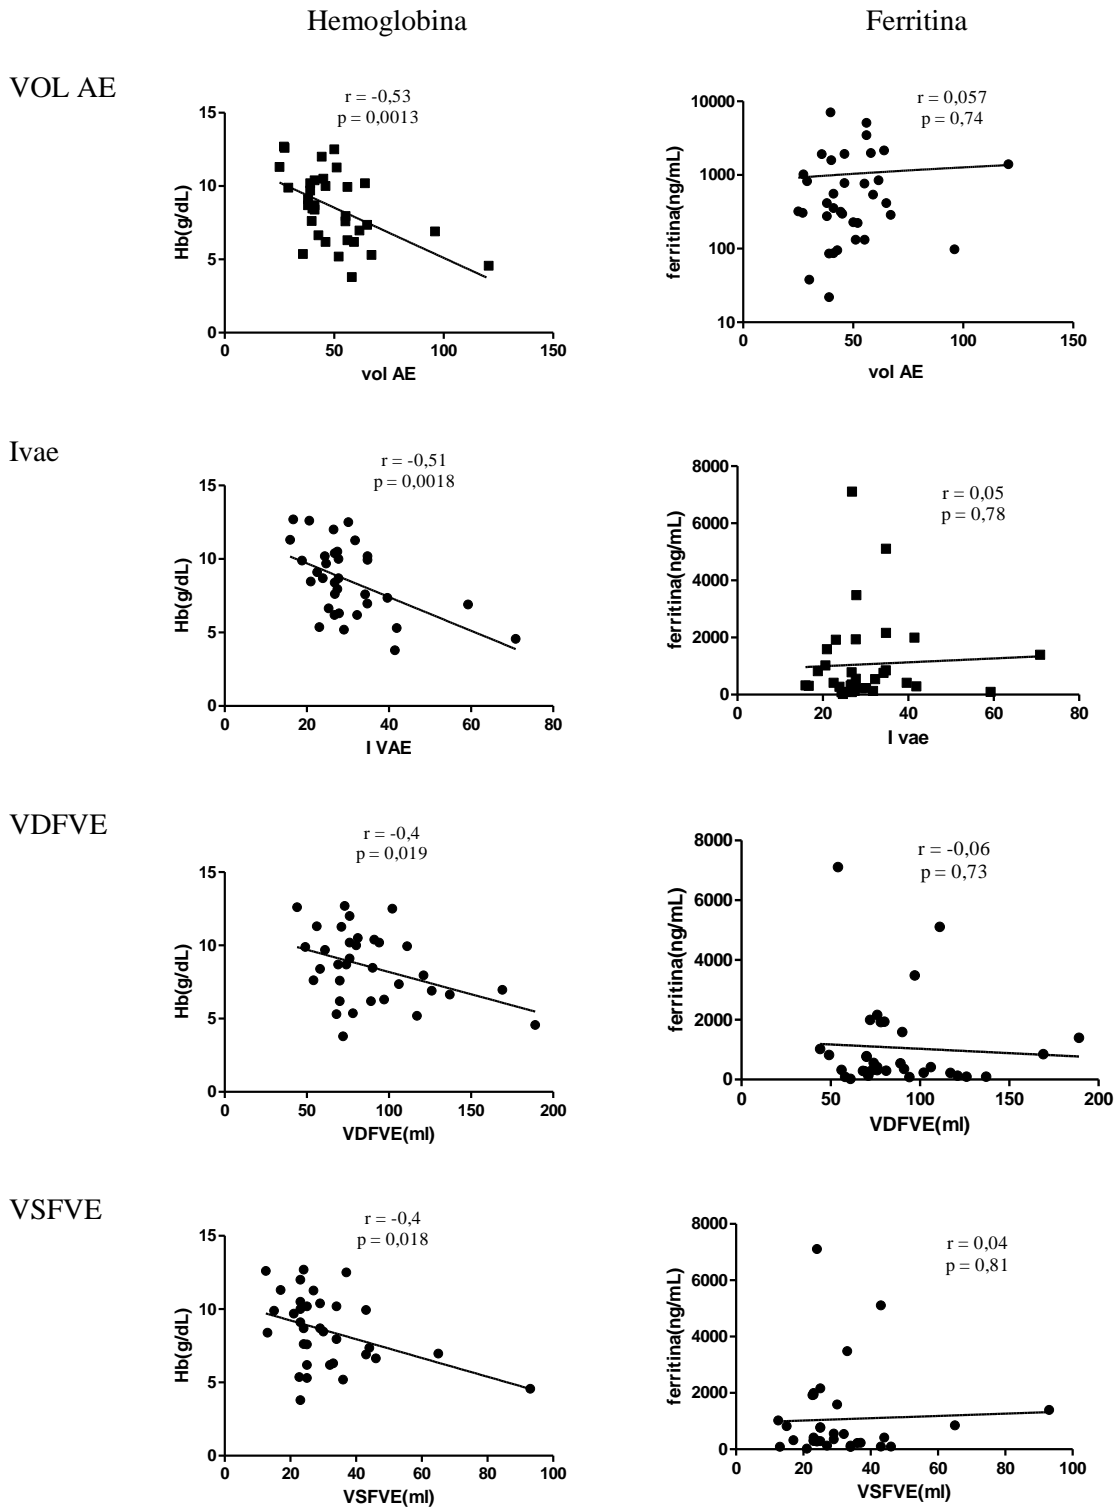 Hemoglobina
Ferritina
VOL AE
r = -0,53
p = 0,0013
15
10
5
0
Hb(g/dL)
0 50 100 150
vol AE
r = 0,057
p = 0,74
10000
1000
100
10
ferritina(ng/mL)
0 50 100 150
vol AE
Ivae
r = -0,51
p = 0,0018
15
10
5
0
Hb(g/dL)
0 20 40 60 80
I VAE
r = 0,05
p = 0,78
8000
6000
4000
2000
0
ferritina(ng/mL)
0 20 40 60 80
I vae
VDFVE
r = -0,4
p = 0,019
15
10
5
0
Hb(g/dL)
0 50 100 150 200
VDFVE(ml)
r = -0,06
p = 0,73
8000
6000
4000
2000
0
ferritina(ng/mL)
0 50 100 150 200
VDFVE(ml)
VSFVE
r = -0,4
p = 0,018
15
10
5
0
Hb(g/dL)
0 20 40 60 80 100
VSFVE(ml)
r = 0,04
p = 0,81
8000
6000
4000
2000
0
ferritina(ng/mL)
0 20 40 60 80 100
VSFVE(ml)